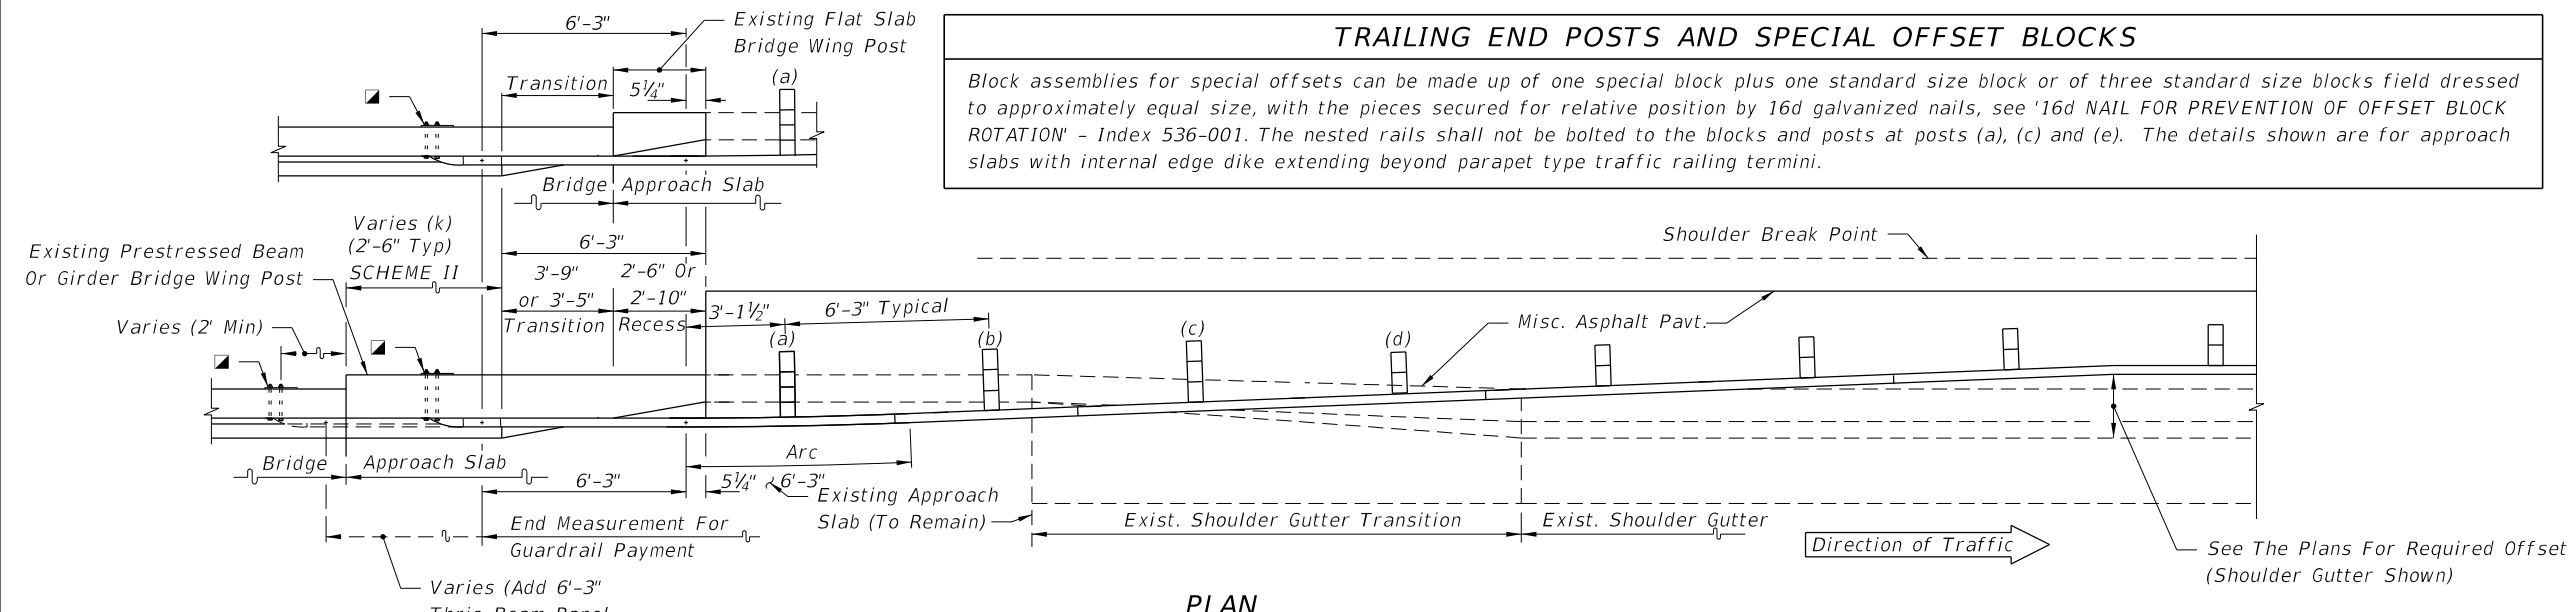 6'-3"
Existing Flat Slab
Bridge Wing Post
Transition
5¼"
(a)
TRAILING END POSTS AND SPECIAL OFFSET BLOCKS
Block assemblies for special offsets can be made up of one special block plus one standard size block or of three standard size blocks field dressed
to approximately equal size, with the pieces secured for relative position by 16d galvanized nails, see '16d NAIL FOR PREVENTION OF OFFSET BLOCK
ROTATION' - Index 536-001. The nested rails shall not be bolted to the blocks and posts at posts (a), (c) and (e). The details shown are for approach
slabs with internal edge dike extending beyond parapet type traffic railing termini.
Bridge
Approach Slab
Varies (k)
(2'-6" Typ)
SCHEME II
Existing Prestressed Beam
Or Girder Bridge Wing Post
6'-3"
3'-9"
or 3'-5"
Transition
2'-6" Or
2'-10"
Recess
3'-1½"
6'-3" Typical
Shoulder Break Point
Varies (2' Min)
Misc. Asphalt Pavt.
(a)
(b)
(c)
(d)
Bridge
Approach Slab
Arc
6'-3"
5¼"
6'-3"
Existing Approach
Slab (To Remain)
Exist. Shoulder Gutter Transition
Exist. Shoulder Gutter
End Measurement For
Guardrail Payment
Direction of Traffic
See The Plans For Required Offset
(Shoulder Gutter Shown)
Varies (Add 6'-3"
Thrie Beam Panel
PLAN